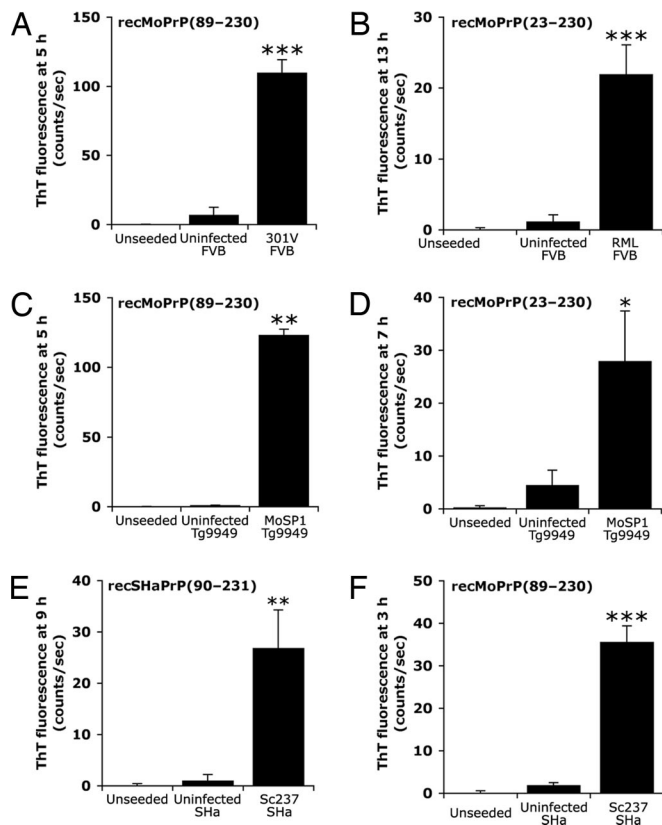 A
recMoPrP(89–230)
ThT fluorescence at 5 h
(counts/sec)
150
100
50
0
***
Unseeded
Uninfected
FVB
301V
FVB
B
recMoPrP(23–230)
ThT fluorescence at 13 h
(counts/sec)
30
20
10
0
***
Unseeded
Uninfected
FVB
RML
FVB
C
recMoPrP(89–230)
ThT fluorescence at 5 h
(counts/sec)
150
100
50
0
**
Unseeded
Uninfected
Tg9949
MoSP1
Tg9949
D
recMoPrP(23–230)
ThT fluorescence at 7 h
(counts/sec)
40
30
20
10
0
*
Unseeded
Uninfected
Tg9949
MoSP1
Tg9949
E
recSHaPrP(90–231)
ThT fluorescence at 9 h
(counts/sec)
40
30
20
10
0
**
Unseeded
Uninfected
SHa
Sc237
SHa
F
recMoPrP(89–230)
ThT fluorescence at 3 h
(counts/sec)
50
40
30
20
10
0
***
Unseeded
Uninfected
SHa
Sc237
SHa